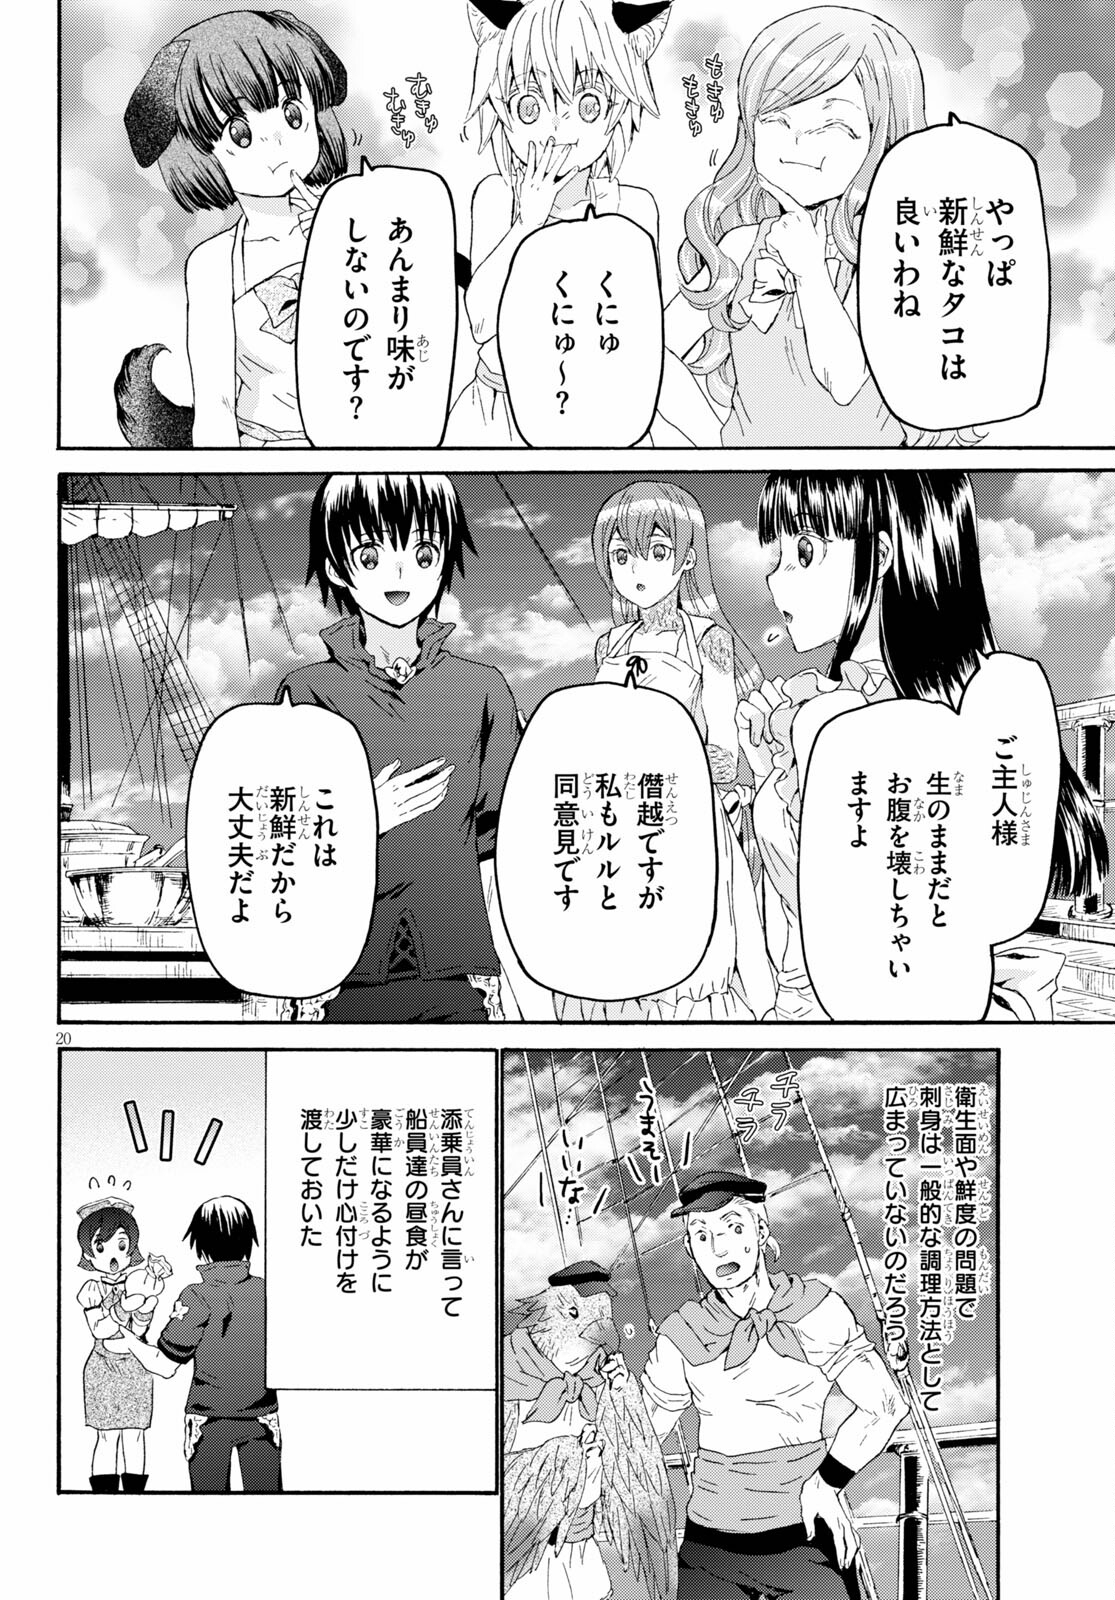 やっぱ
新鮮なタコは
良いわね
もきゅ
もきゅ
くにゅ
くにゅ～？
むきゅ
むきゅ
あんまり味が
しないのです？
ご主人様
生のままだと
お腹を壊しちゃい
ますよ
僭越ですが
私もルルと
同意見です
これは
新鮮だから
大丈夫だよ
20
衛生面や鮮度の問題で
刺身は一般的な調理方法として
広まっていないのだろう
チラ
チラ
うまそ
いいな…
添乗員さんに言って
船員達の昼食が
豪華になるように
少しだけ心付けを
渡しておいた